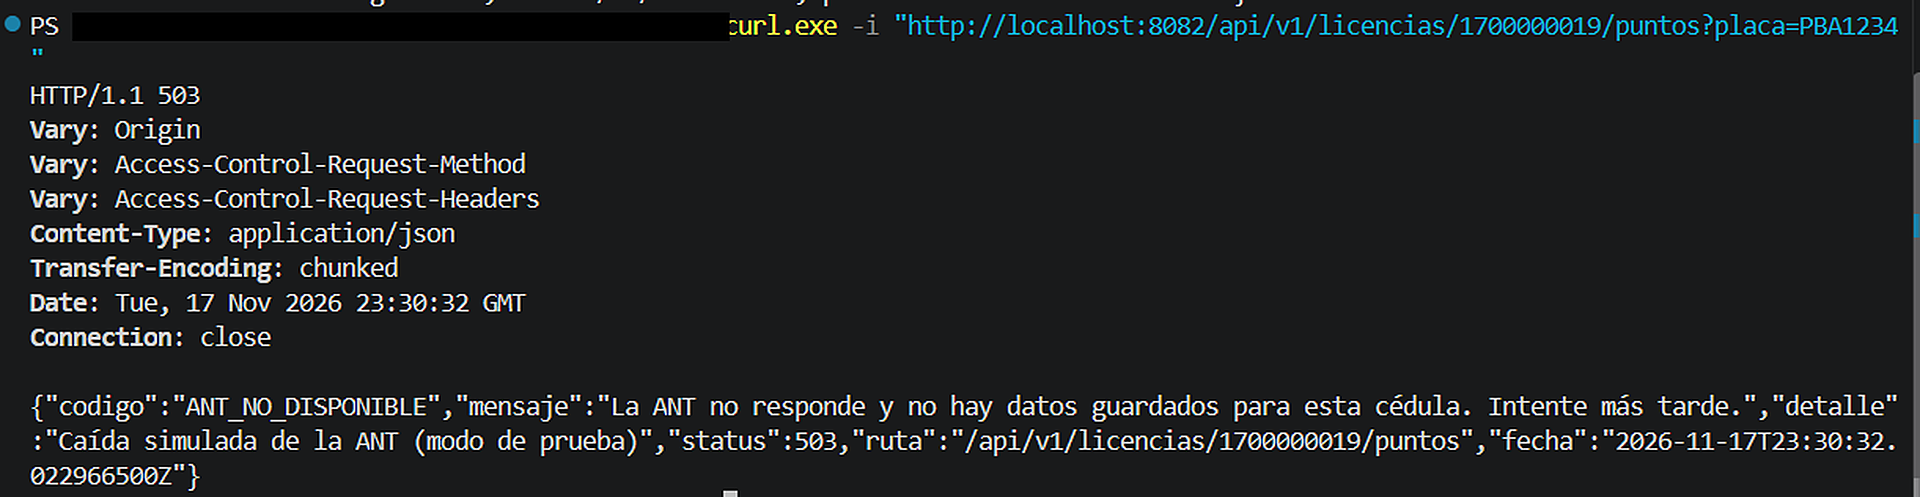 PS curl.exe -i "http://localhost:8082/api/v1/licencias/1700000019/puntos?placa=PBA1234
"
HTTP/1.1 503
Vary: Origin
Vary: Access-Control-Request-Method
Vary: Access-Control-Request-Headers
Content-Type: application/json
Transfer-Encoding: chunked
Date: Tue, 17 Nov 2026 23:30:32 GMT
Connection: close
{"codigo":"ANT_NO_DISPONIBLE","mensaje":"La ANT no responde y no hay datos guardados para esta cédula. Intente más tarde.","detalle"
:"Caída simulada de la ANT (modo de prueba)","status":503,"ruta":"/api/v1/licencias/1700000019/puntos","fecha":"2026-11-17T23:30:32.
022966500Z"}